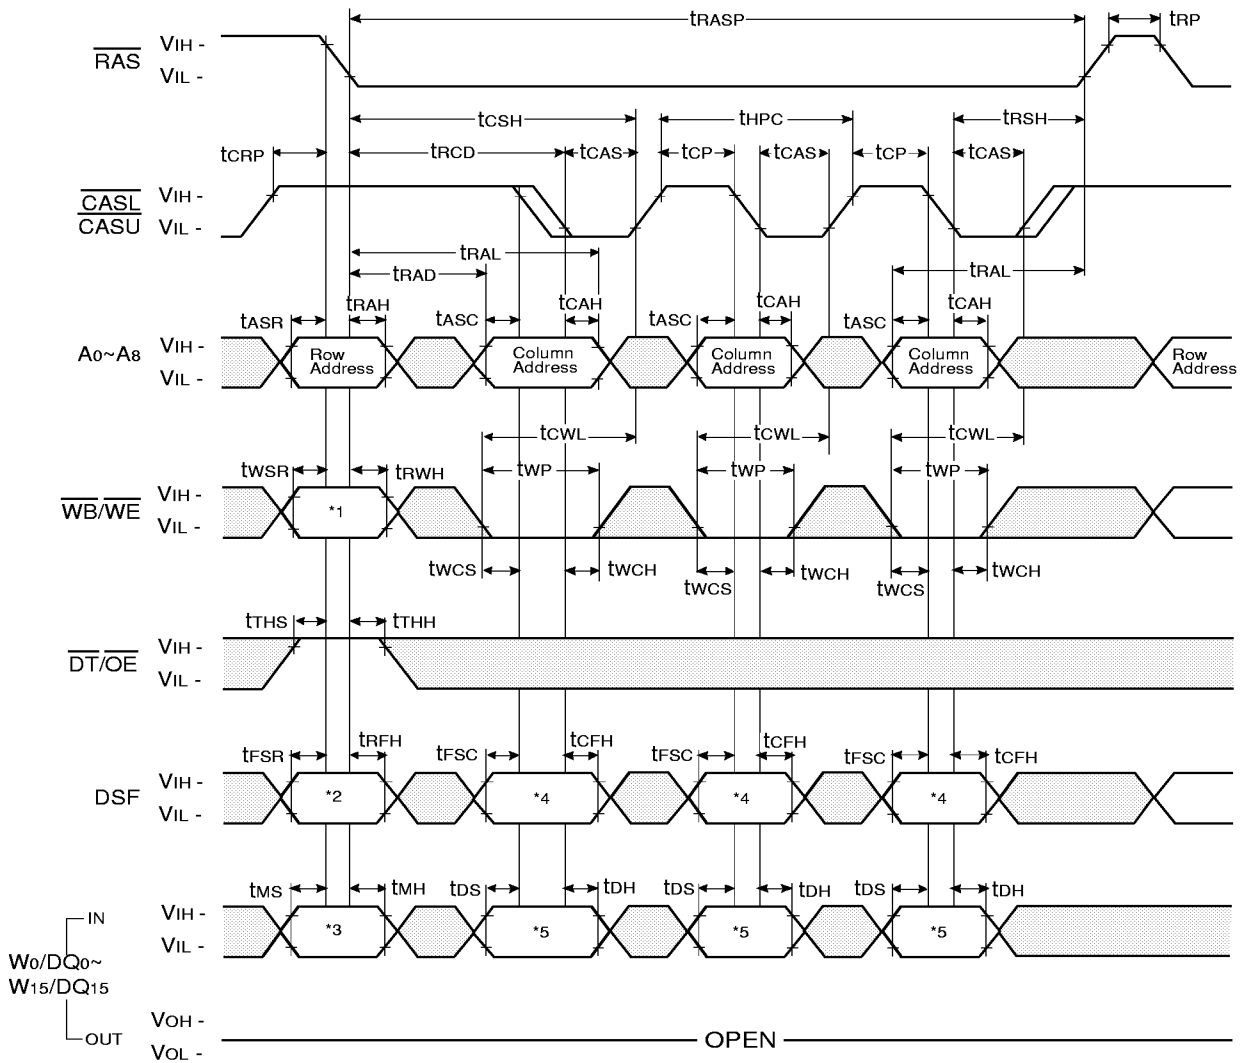 tRASP
tRP
RAS
VIH -
VIL -
tCSH
tHPC
tRSH
tCRP
tRCD
tCAS
tCP
tCAS
tCP
tCAS
CASL
CASU
VIH -
VIL -
tRAL
tRAL
tRAD
tASR
tRAH
tASC
tCAH
tASC
tCAH
tASC
tCAH
A0~A8
VIH -
VIL -
Row
Address
Column
Address
Column
Address
Column
Address
Row
Address
tCWL
tCWL
tCWL
tWSR
tRWH
tWP
tWP
tWP
WB/WE
VIH -
VIL -
*1
tWCS
tWCH
tWCS
tWCH
tWCS
tWCH
tTHS
tTHH
DT/OE
VIH -
VIL -
tFSR
tRFH
tFSC
tCFH
tFSC
tCFH
tFSC
tCFH
DSF
VIH -
VIL -
*2
*4
*4
*4
tMS
tMH
tDS
tDH
tDS
tDH
tDS
tDH
IN
VIH -
VIL -
*3
*5
*5
*5
W0/DQ0~
W15/DQ15
OUT
VOH -
VOL -
OPEN